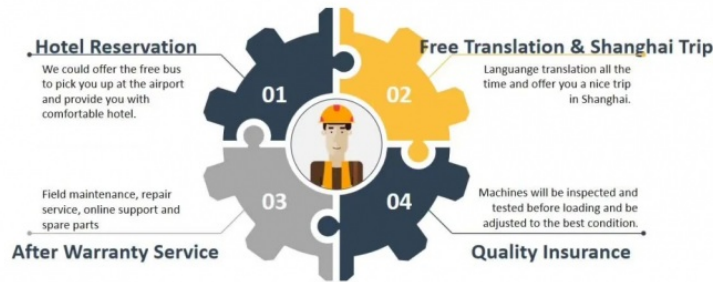 Hotel Reservation
We could offer the free bus
to pick you up at the airport
and provide you with
comfortable hotel.
01
Free Translation & Shanghai Trip
Languange translation all the
time and offer you a nice trip
in Shanghai.
02
Field maintenance, repair
service, online support and
spare parts
After Warranty Service
03
Machines will be inspected and
tested before loading and be
adjusted to the best condition.
Quality Insurance
04